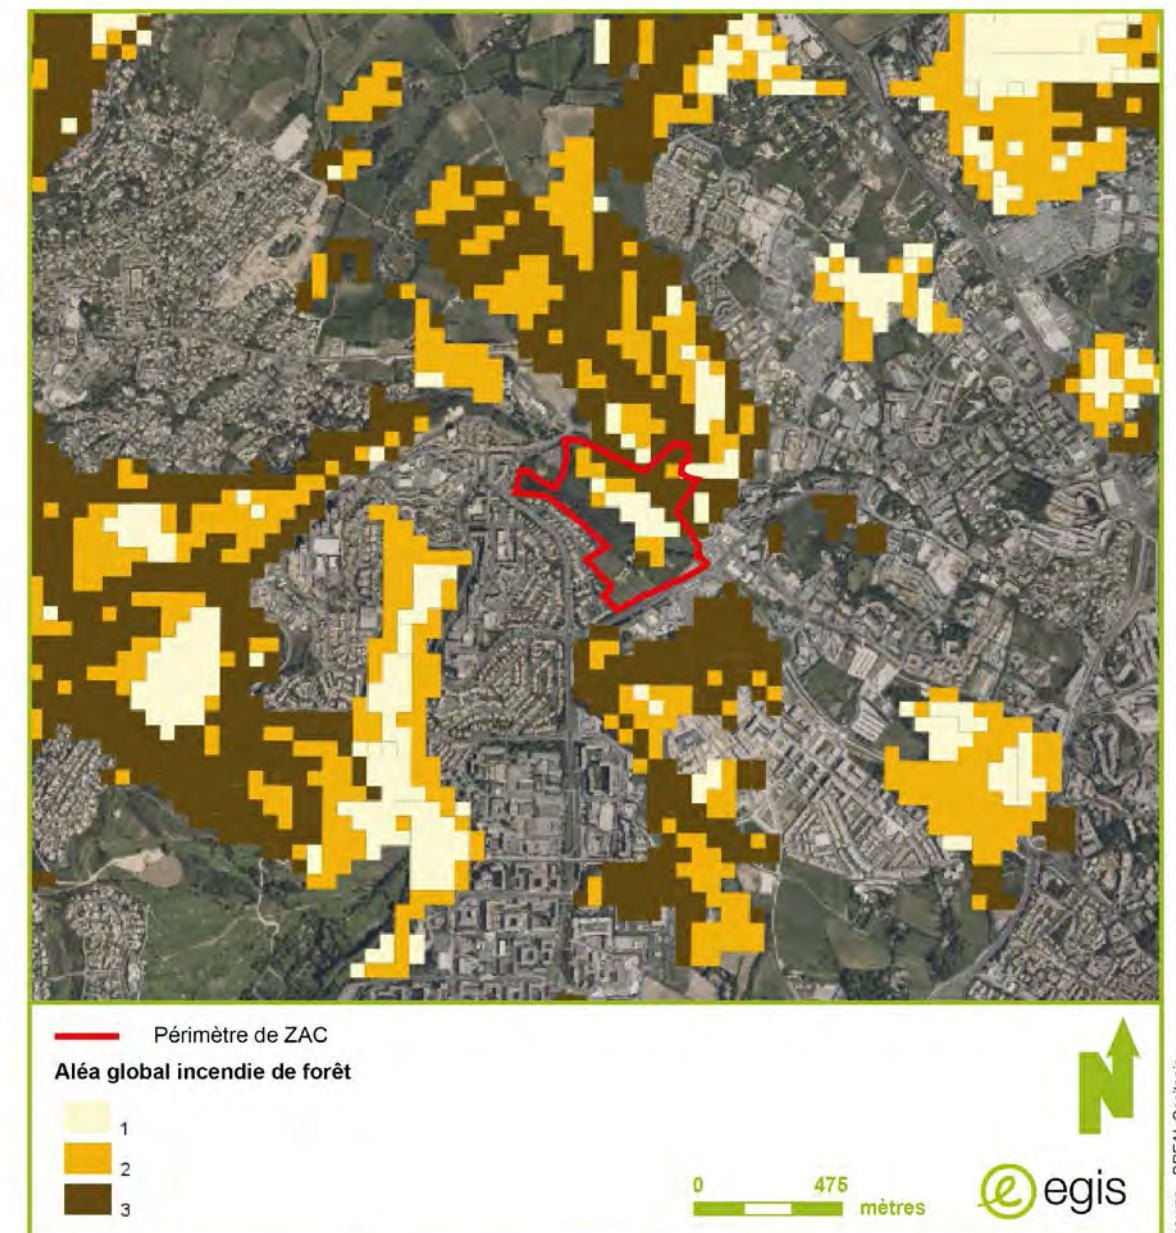 Périmètre de ZAC
Aléa global incendie de forêt
1
2
3
0 475
mètres
N
egis